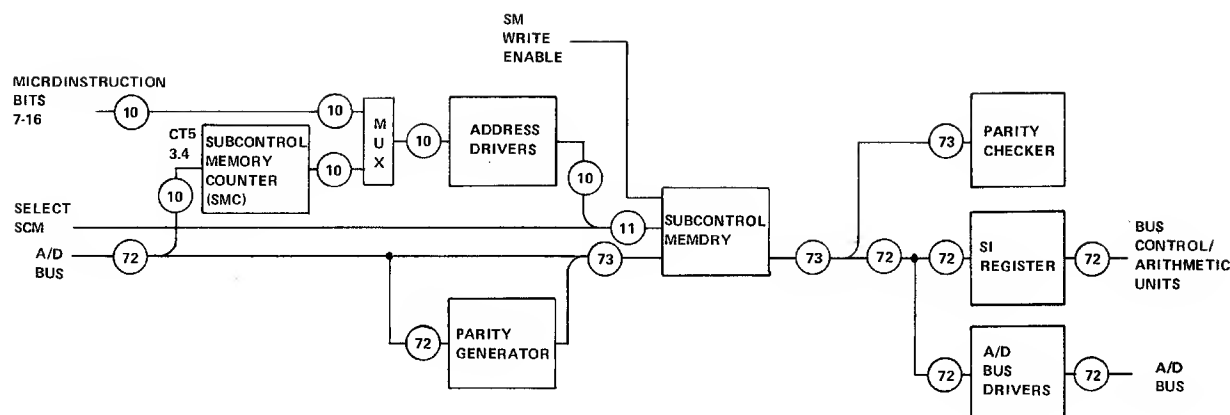 SM
WRITE
ENABLE
MICRDINSTRUCTION
BITS
7-16
10
10
MUX
10
ADDRESS
DRIVERS
CT5
3.4
SUBCONTROL
MEMORY
COUNTER
(SMC)
10
10
10
SELECT
SCM
11
A/D
BUS
72
73
72
PARITY
GENERATOR
SUBCONTROL
MEMDRY
73
73
PARITY
CHECKER
72
72
SI
REGISTER
72
BUS
CONTROL/
ARITHMETIC
UNITS
72
A/D
BUS
DRIVERS
72
A/D
BUS